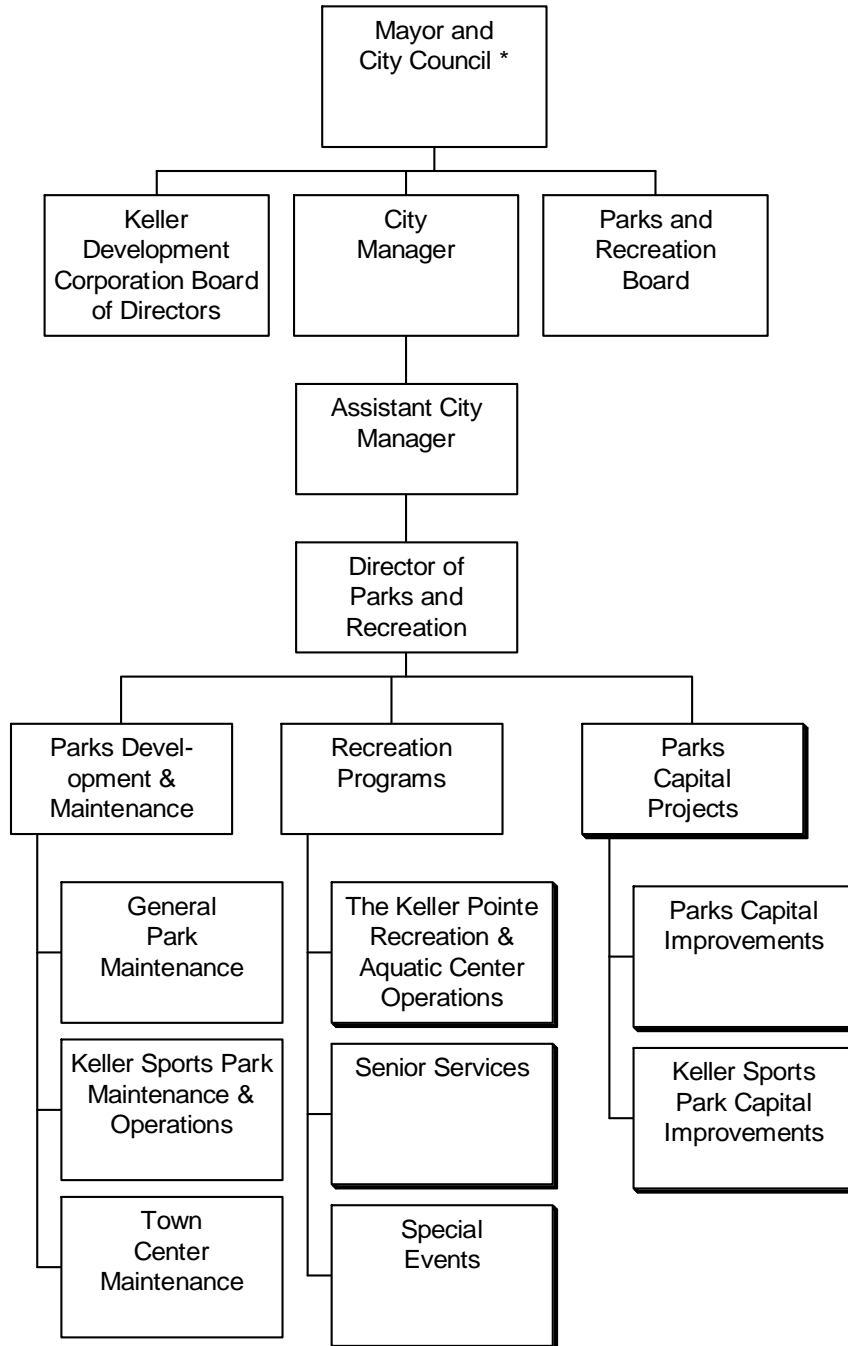 Mayor and
City Council *
Keller
Development
Corporation Board
of Directors
City
Manager
Parks and
Recreation
Board
Assistant City
Manager
Director of
Parks and
Recreation
Parks Devel-
opment &
Maintenance
Recreation
Programs
Parks
Capital
Projects
General
Park
Maintenance
The Keller Pointe
Recreation &
Aquatic Center
Operations
Parks Capital
Improvements
Keller Sports Park
Maintenance &
Operations
Senior Services
Keller Sports
Park Capital
Improvements
Town
Center
Maintenance
Special
Events